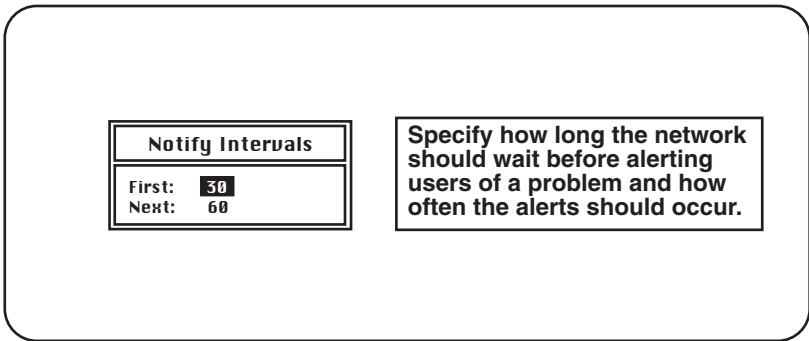 Notify Intervals
First: 30
Next: 60
Specify how long the network
should wait before alerting
users of a problem and how
often the alerts should occur.